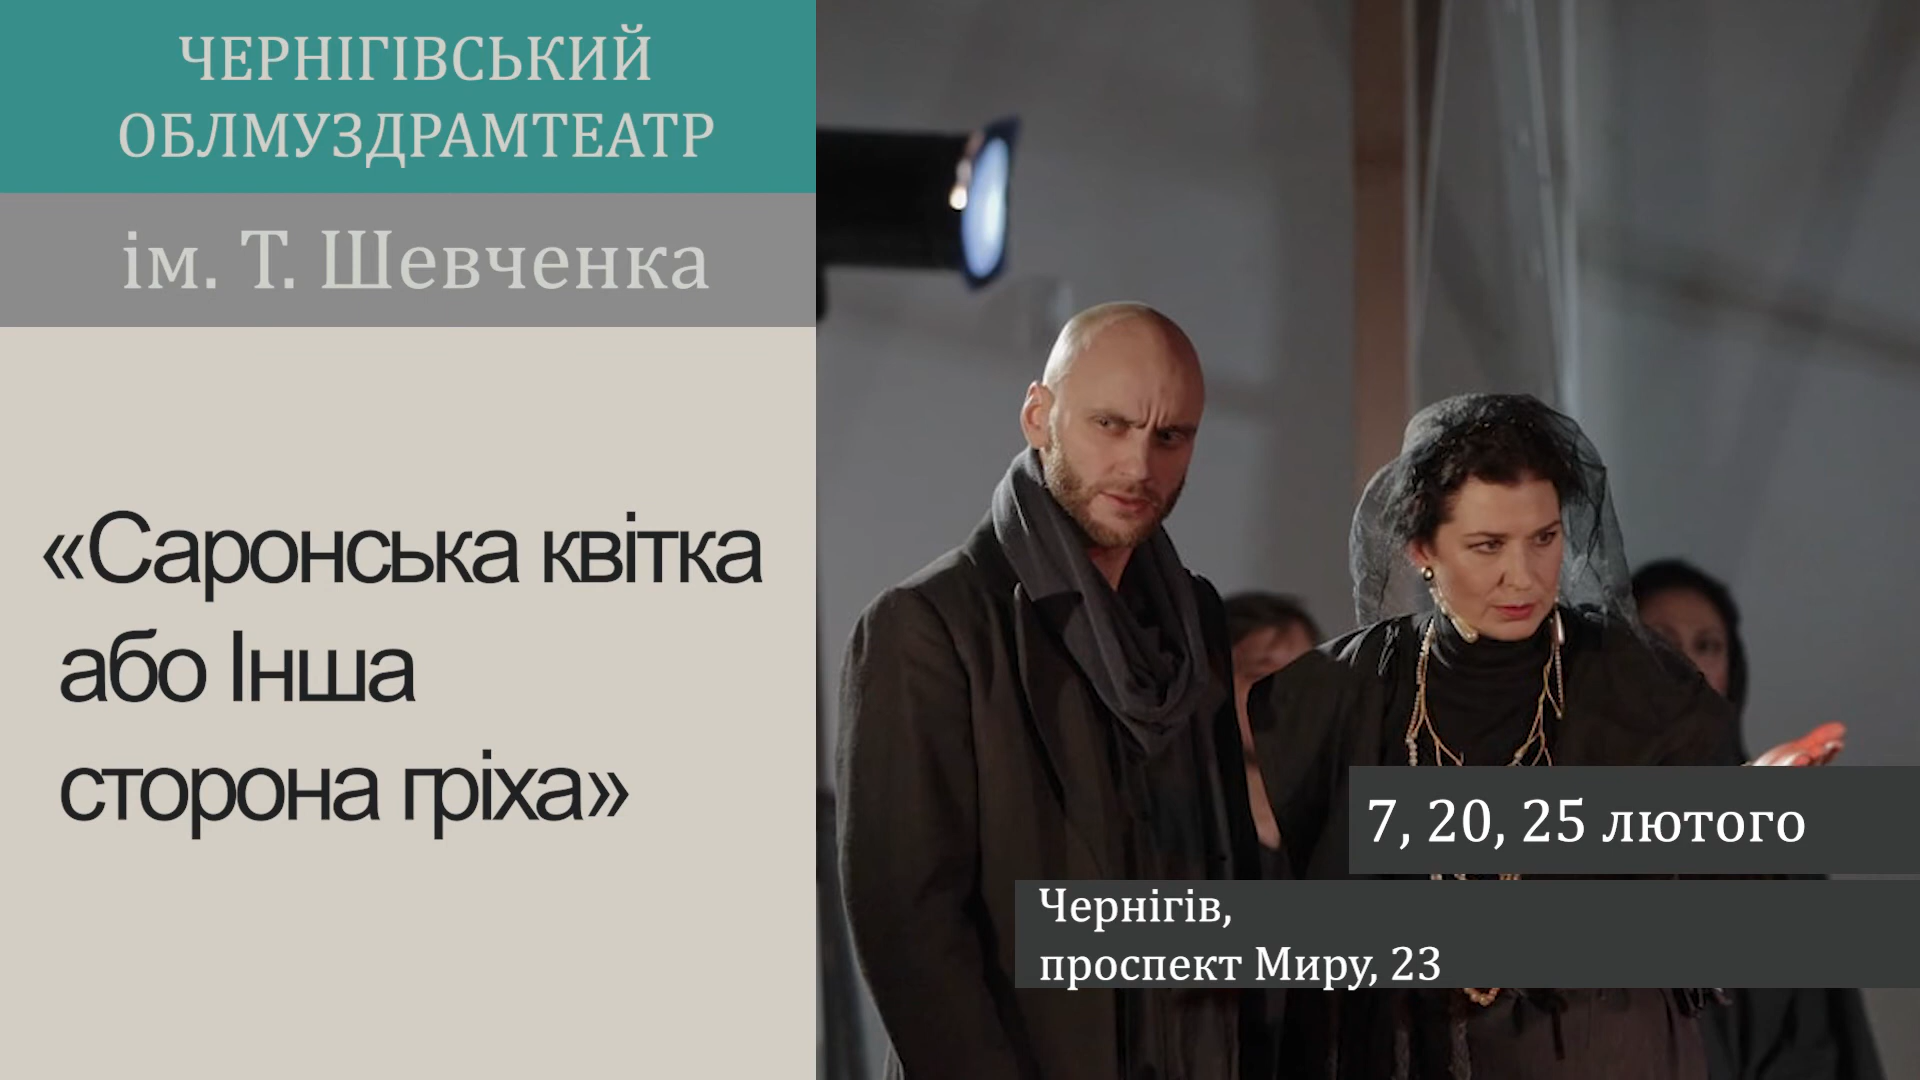 ЧЕРНІГІВСЬКИЙ
ОБЛМУЗДРАМТЕАТР
ім. Т. Шевченка
«Саронська квітка
або Інша
сторона гріха»
7, 20, 25 лютого
Чернігів,
проспект Миру, 23